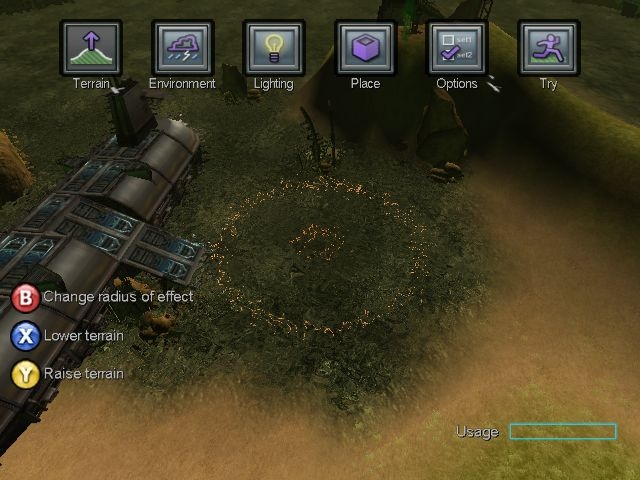 set1
set2
Terrain
Environment
Lighting
Place
Options
Try
B Change radius of effect
X Lower terrain
Y Raise terrain
Usage